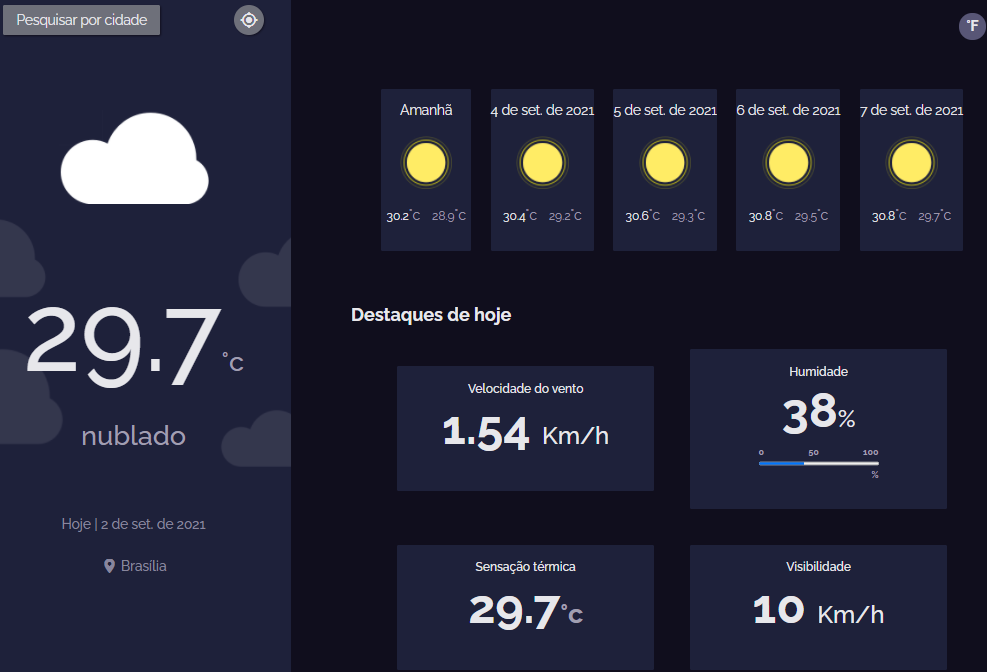 Pesquisar por cidade
°F
29.7 °C
nublado
Hoje | 2 de set. de 2021
Brasília
Amanhã
30.2°C 28.9°C
4 de set. de 2021
30.4°C 29.2°C
5 de set. de 2021
30.6°C 29.3°C
6 de set. de 2021
30.8°C 29.5°C
7 de set. de 2021
30.8°C 29.7°C
Destaques de hoje
Velocidade do vento
1.54 Km/h
Humidade
38%
0 50 100
%
Sensação térmica
29.7°C
Visibilidade
10 Km/h